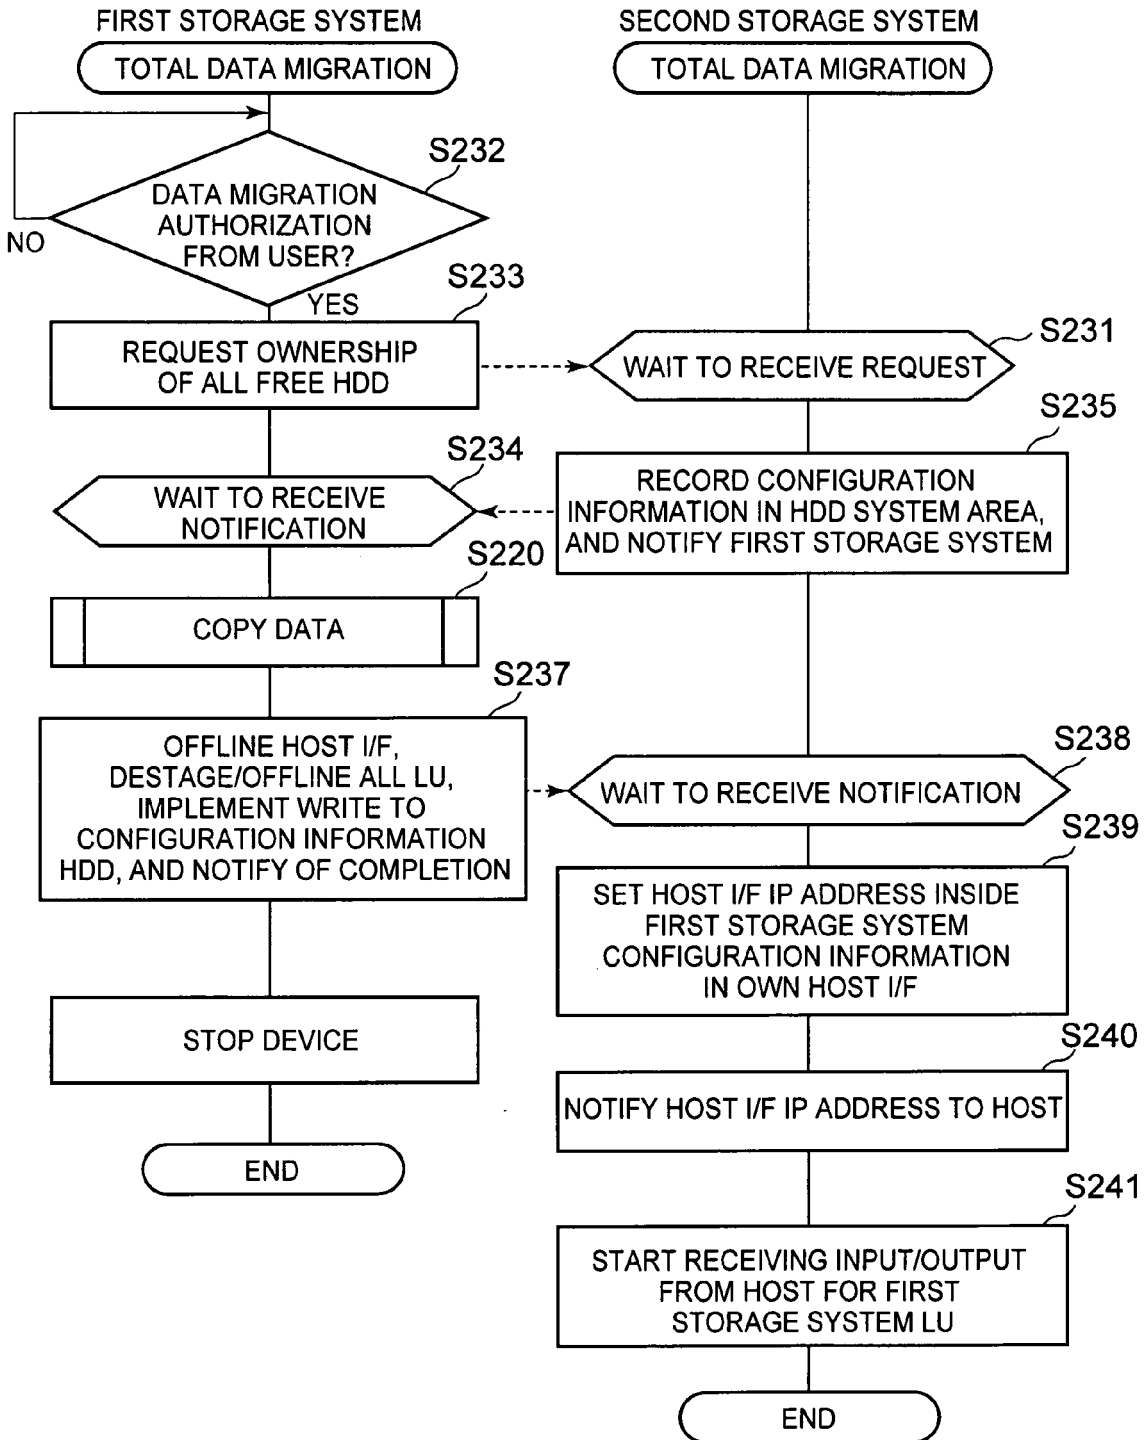 FIRST STORAGE SYSTEM
TOTAL DATA MIGRATION
S232
DATA MIGRATION
AUTHORIZATION
FROM USER?
NO
YES
S233
REQUEST OWNERSHIP
OF ALL FREE HDD
S234
WAIT TO RECEIVE
NOTIFICATION
S220
COPY DATA
S237
OFFLINE HOST I/F,
DESTAGE/OFFLINE ALL LU,
IMPLEMENT WRITE TO
CONFIGURATION INFORMATION
HDD, AND NOTIFY OF COMPLETION
STOP DEVICE
END
SECOND STORAGE SYSTEM
TOTAL DATA MIGRATION
S231
WAIT TO RECEIVE REQUEST
S235
RECORD CONFIGURATION
INFORMATION IN HDD SYSTEM AREA,
AND NOTIFY FIRST STORAGE SYSTEM
S238
WAIT TO RECEIVE NOTIFICATION
S239
SET HOST I/F IP ADDRESS INSIDE
FIRST STORAGE SYSTEM
CONFIGURATION INFORMATION
IN OWN HOST I/F
S240
NOTIFY HOST I/F IP ADDRESS TO HOST
S241
START RECEIVING INPUT/OUTPUT
FROM HOST FOR FIRST
STORAGE SYSTEM LU
END